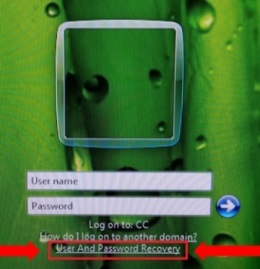 User name
Password
Log on to: CC
How do I log on to another domain?
User And Password Recovery